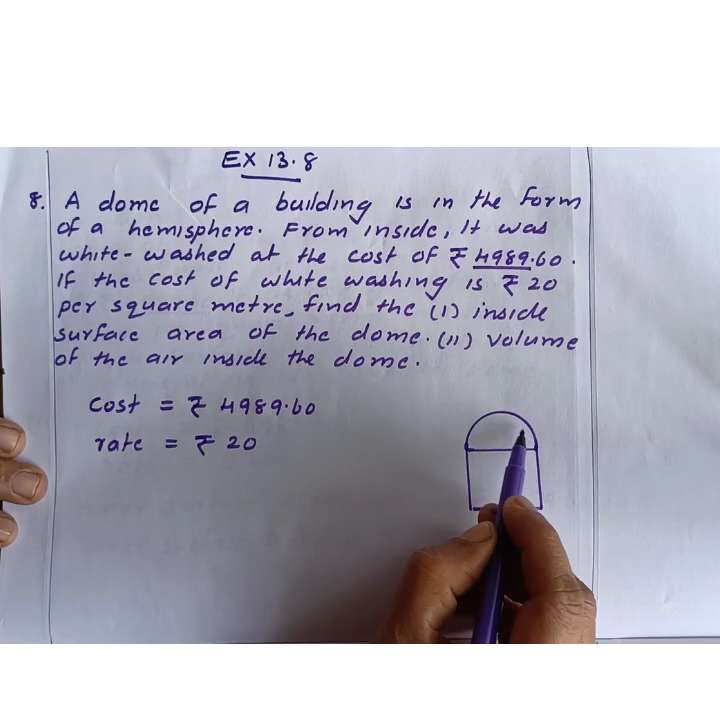 EX 13.8
8. A dome of a building is in the form
of a hemisphere. From inside, it was
white-washed at the cost of ₹ 4989.60.
If the cost of white washing is ₹ 20
per square metre, find the (i) inside
surface area of the dome. (ii) volume
of the air inside the dome.
cost = ₹ 4989.60
rate = ₹ 20